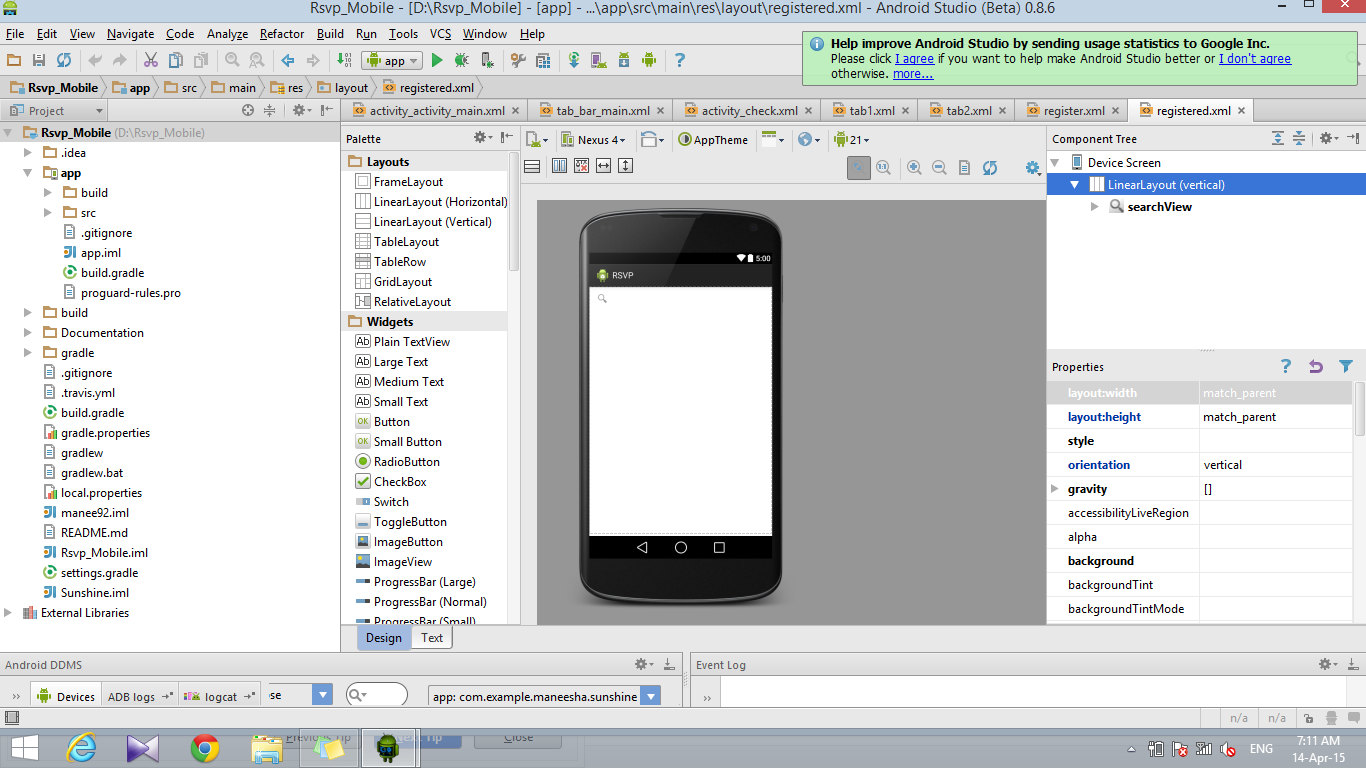 Rsvp_Mobile - [D:\Rsvp_Mobile] - [app] - ...\app\src\main\res\layout\registered.xml - Android Studio (Beta) 0.8.6
File Edit View Navigate Code Analyze Refactor Build Run Tools VCS Window Help
app
Help improve Android Studio by sending usage statistics to Google Inc.
Please click I agree if you want to help make Android Studio better or I don't agree
otherwise. more...
Rsvp_Mobile app src main res layout registered.xml
Project
activity_activity_main.xml tab_bar_main.xml activity_check.xml tab1.xml tab2.xml register.xml registered.xml
Rsvp_Mobile (D:\Rsvp_Mobile)
.idea
app
build
src
.gitignore
app.iml
build.gradle
proguard-rules.pro
build
Documentation
gradle
.gitignore
.travis.yml
build.gradle
gradle.properties
gradlew
gradlew.bat
local.properties
manee92.iml
README.md
Rsvp_Mobile.iml
settings.gradle
Sunshine.iml
External Libraries
Palette
Layouts
FrameLayout
LinearLayout (Horizontal)
LinearLayout (Vertical)
TableLayout
TableRow
GridLayout
RelativeLayout
Widgets
Ab Plain TextView
Ab Large Text
Ab Medium Text
Ab Small Text
OK Button
OK Small Button
RadioButton
CheckBox
Switch
ToggleButton
ImageButton
ImageView
ProgressBar (Large)
ProgressBar (Normal)
ProgressBar (Small)
Design Text
Nexus 4 AppTheme 21
5:00
RSVP
Component Tree
Device Screen
LinearLayout (vertical)
searchView
Properties
layout:width match_parent
layout:height match_parent
style
orientation vertical
gravity []
accessibilityLiveRegion
alpha
background
backgroundTint
backgroundTintMode
Android DDMS
Devices ADB logs logcat se app: com.example.maneesha.sunshine
Event Log
n/a n/a
Previous Tip Next Tip Close
ENG
7:11 AM
14-Apr-15